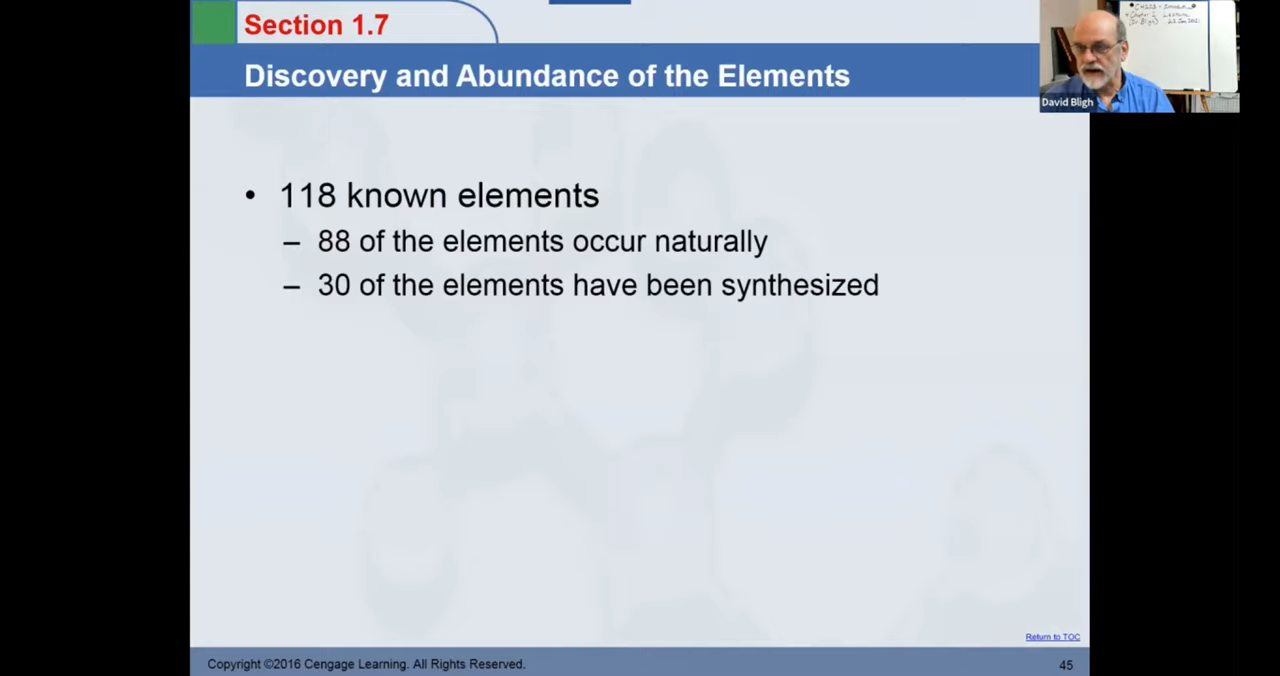 Section 1.7
Discovery and Abundance of the Elements
• 118 known elements
– 88 of the elements occur naturally
– 30 of the elements have been synthesized
Return to TOC
Copyright ©2016 Cengage Learning. All Rights Reserved.
45
Lecture
David Bligh